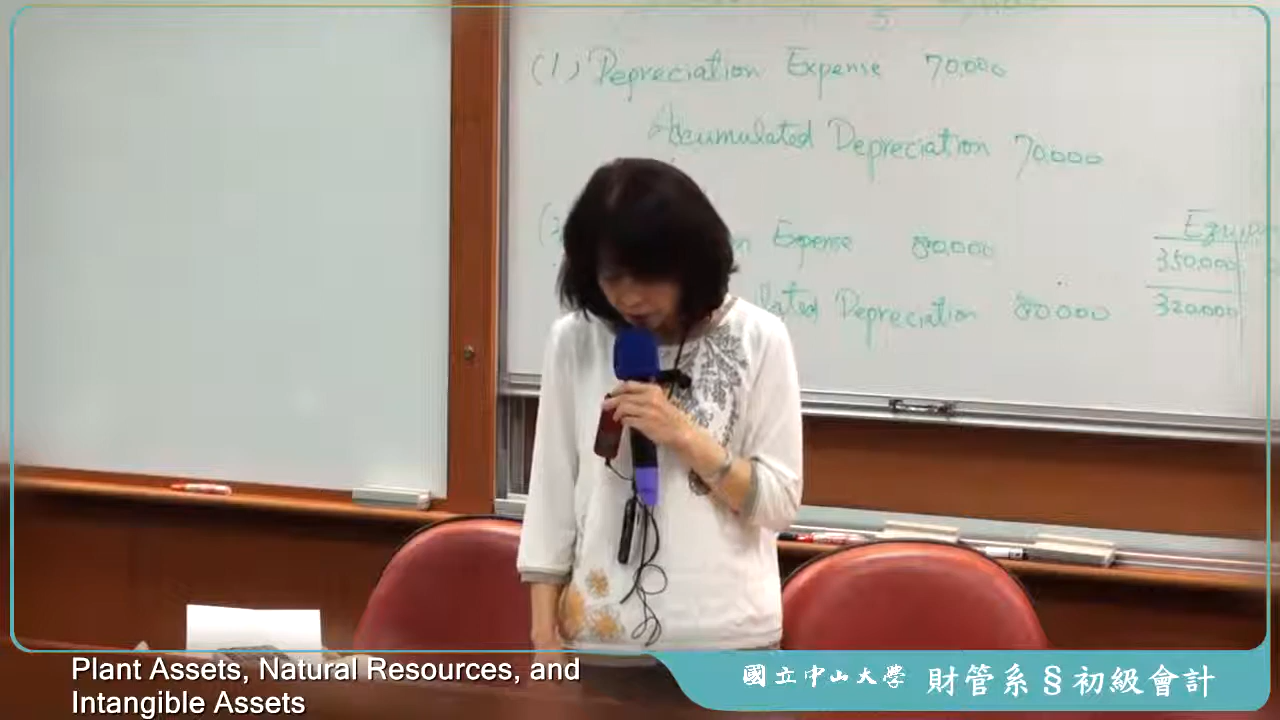 (1) Depreciation Expense 70,000
Accumulated Depreciation 70,000
Expense 80,000
Depreciation 80,000
350,000
320,000
Plant Assets, Natural Resources, and
Intangible Assets
國立中山大學 財管系§初級會計